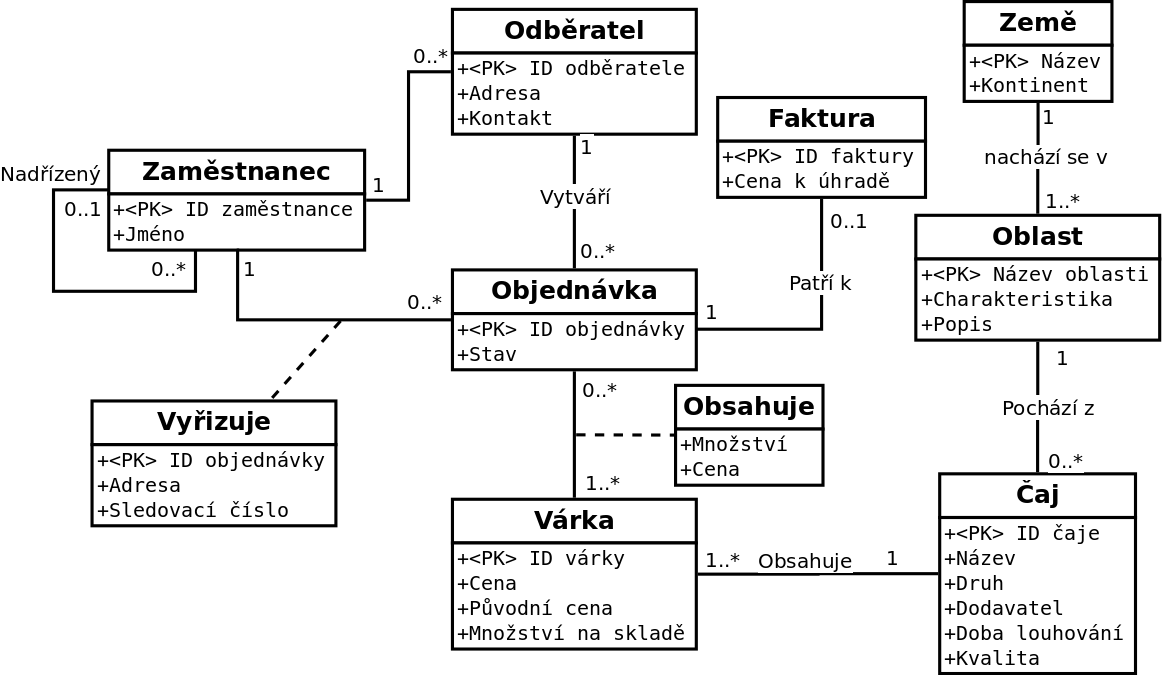 Odběratel
+<PK> ID odběratele
+Adresa
+Kontakt
0..*
1
Vytváří
0..*
Země
+<PK> Název
+Kontinent
1
nachází se v
1..*
Faktura
+<PK> ID faktury
+Cena k úhradě
0..1
Patří k
1
Zaměstnanec
+<PK> ID zaměstnance
+Jméno
Nadřízený
0..1
0..*
1
1
0..*
Oblast
+<PK> Název oblasti
+Charakteristika
+Popis
1
Pochází z
0..*
Objednávka
+<PK> ID objednávky
+Stav
0..*
1..*
Obsahuje
+Množství
+Cena
Vyřizuje
+<PK> ID objednávky
+Adresa
+Sledovací číslo
Várka
+<PK> ID várky
+Cena
+Původní cena
+Množství na skladě
1..*
Obsahuje
1
Čaj
+<PK> ID čaje
+Název
+Druh
+Dodavatel
+Doba louhování
+Kvalita